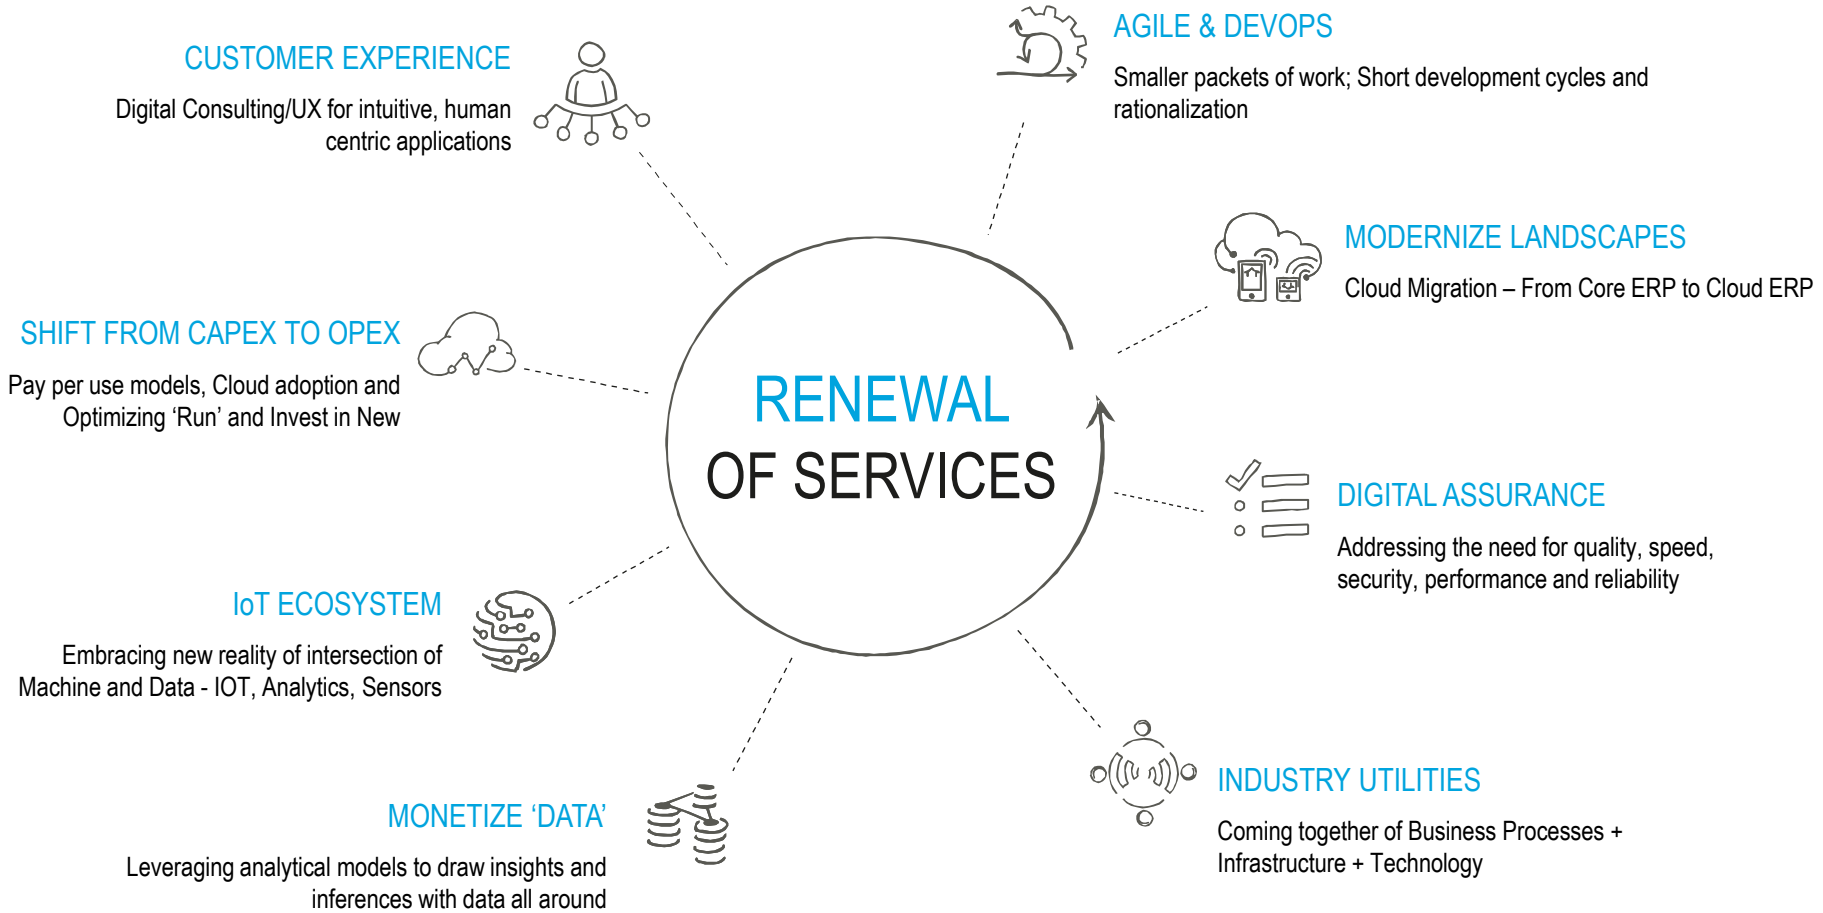 CUSTOMER EXPERIENCE
Digital Consulting/UX for intuitive, human
centric applications
AGILE & DEVOPS
Smaller packets of work; Short development cycles and
rationalization
MODERNIZE LANDSCAPES
Cloud Migration – From Core ERP to Cloud ERP
SHIFT FROM CAPEX TO OPEX
Pay per use models, Cloud adoption and
Optimizing ‘Run’ and Invest in New
RENEWAL
OF SERVICES
DIGITAL ASSURANCE
Addressing the need for quality, speed,
security, performance and reliability
IoT ECOSYSTEM
Embracing new reality of intersection of
Machine and Data - IOT, Analytics, Sensors
INDUSTRY UTILITIES
Coming together of Business Processes +
Infrastructure + Technology
MONETIZE ‘DATA’
Leveraging analytical models to draw insights and
inferences with data all around